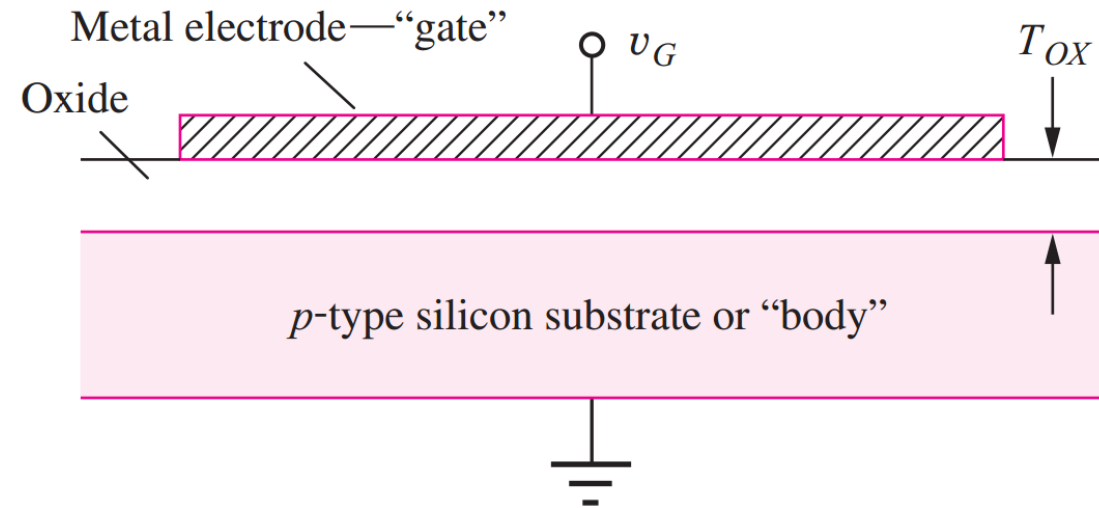 Metal electrode—“gate”
v_G
T_OX
Oxide
p-type silicon substrate or “body”